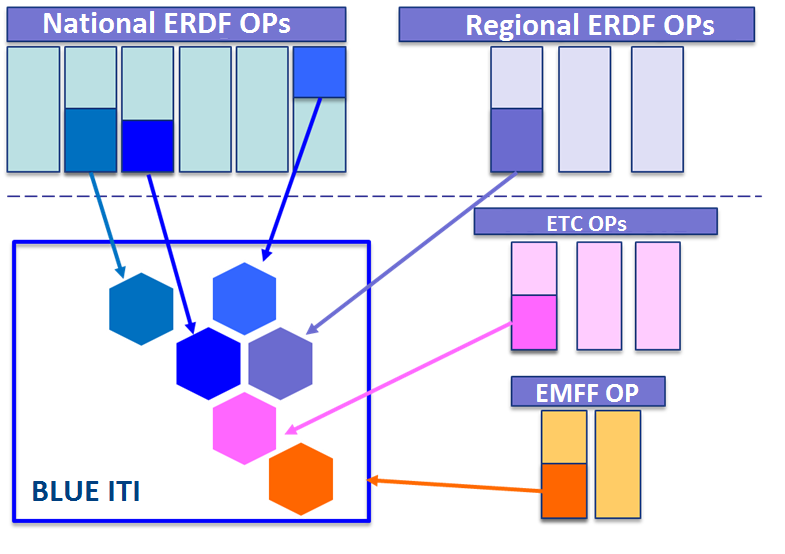 National ERDF OPs
Regional ERDF OPs
ETC OPs
EMFF OP
BLUE ITI